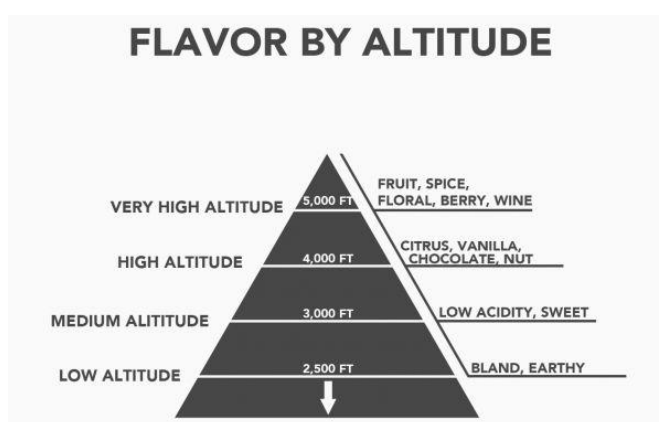 FLAVOR BY ALTITUDE
VERY HIGH ALTITUDE
5,000 FT
FRUIT, SPICE,
FLORAL, BERRY, WINE
HIGH ALTITUDE
4,000 FT
CITRUS, VANILLA,
CHOCOLATE, NUT
MEDIUM ALITITUDE
3,000 FT
LOW ACIDITY, SWEET
LOW ALTITUDE
2,500 FT
BLAND, EARTHY